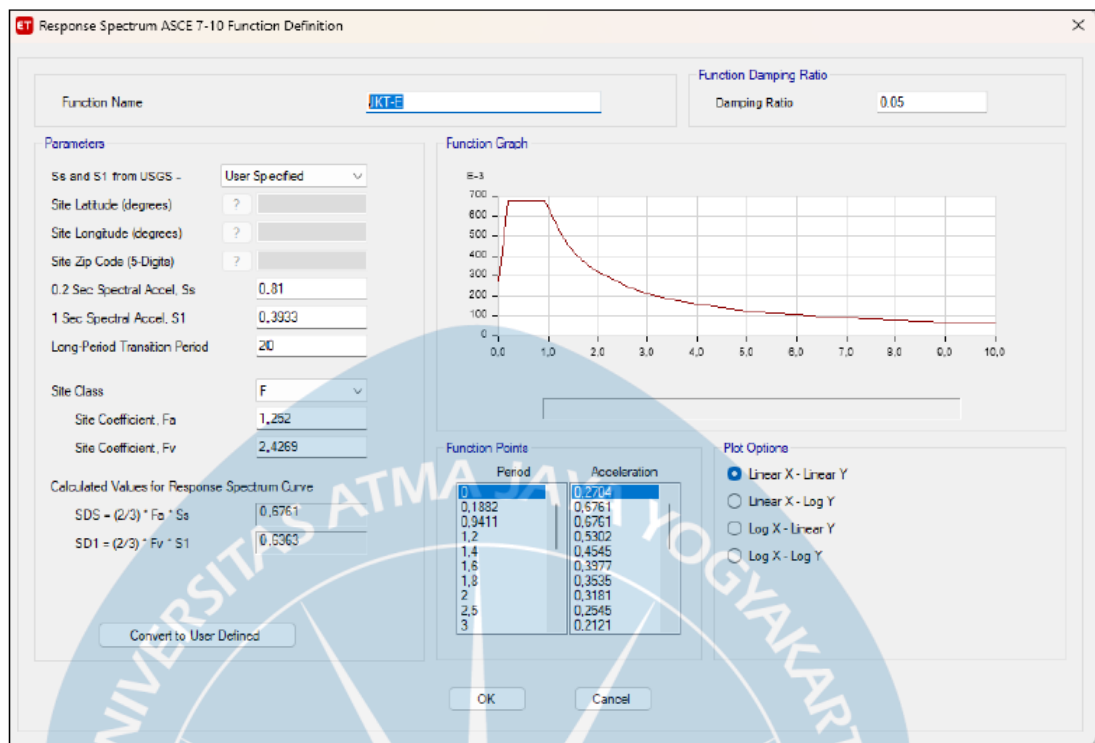 ET Response Spectrum ASCE 7-10 Function Definition
Function Name JKT-E
Function Damping Ratio
Damping Ratio 0.05
Parameters
Ss and S1 from USGS - User Specified
Site Latitude (degrees) ?
Site Longitude (degrees) ?
Site Zip Code (5-Digits) ?
0.2 Sec Spectral Accel, Ss 0,81
1 Sec Spectral Accel, S1 0,3933
Long-Period Transition Period 20
Site Class F
Site Coefficient, Fa 1,252
Site Coefficient, Fv 2,4269
Calculated Values for Response Spectrum Curve
SDS = (2/3) * Fa * Ss 0,6761
SD1 = (2/3) * Fv * S1 0,6363
Convert to User Defined
Function Graph
E-3
700
600
500
400
300
200
100
0
0,0 1,0 2,0 3,0 4,0 5,0 6,0 7,0 8,0 9,0 10,0
Function Points
Period Acceleration
0 0,2704
0,1882 0,6761
0,9411 0,6761
1,2 0,5302
1,4 0,4545
1,6 0,3977
1,8 0,3535
2 0,3181
2,5 0,2545
3 0,2121
Plot Options
Linear X - Linear Y
Linear X - Log Y
Log X - Linear Y
Log X - Log Y
OK Cancel
UNIVERSITAS ATMA JAYA YOGYAKART